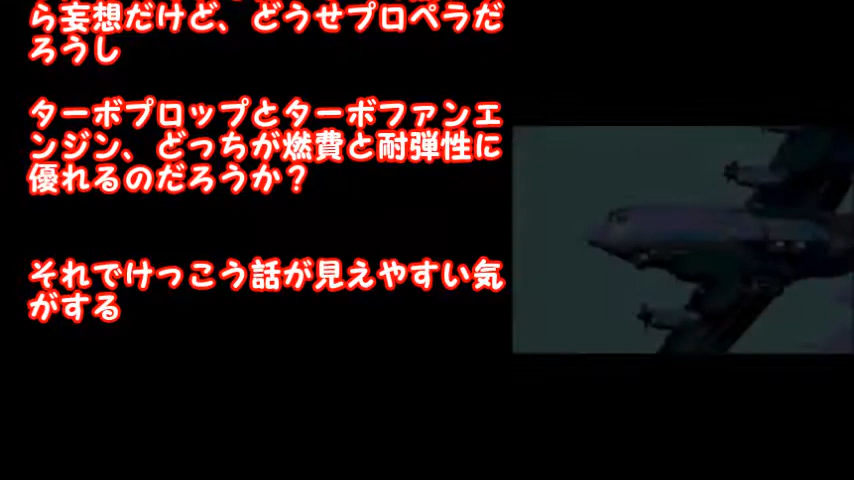 ら妄想だけど、どうせプロペラだ
ろうし
ターボプロップとターボファンエ
ンジン、どっちが燃費と耐弾性に
優れるのだろうか?
それでけっこう話が見えやすい気
がする